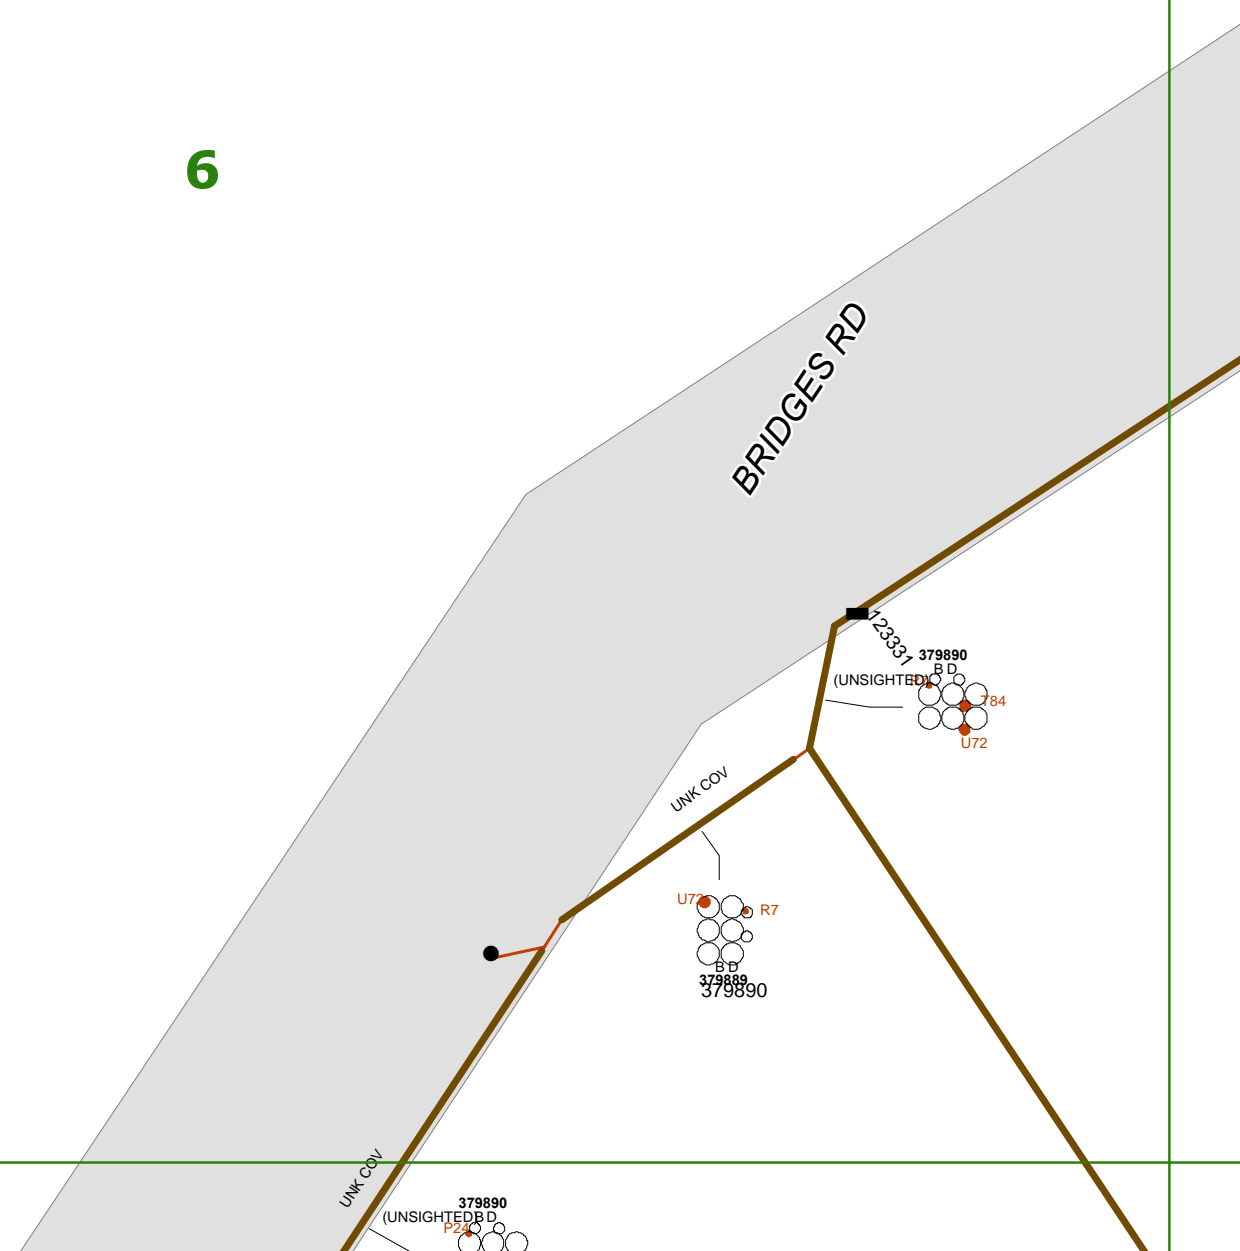 6
BRIDGES RD
123331
379890
B D
(UNSIGHTED)
T84
U72
UNK COV
U72
R7
B D
379889
379890
UNK COV
379890
(UNSIGHTED)
B D
P24